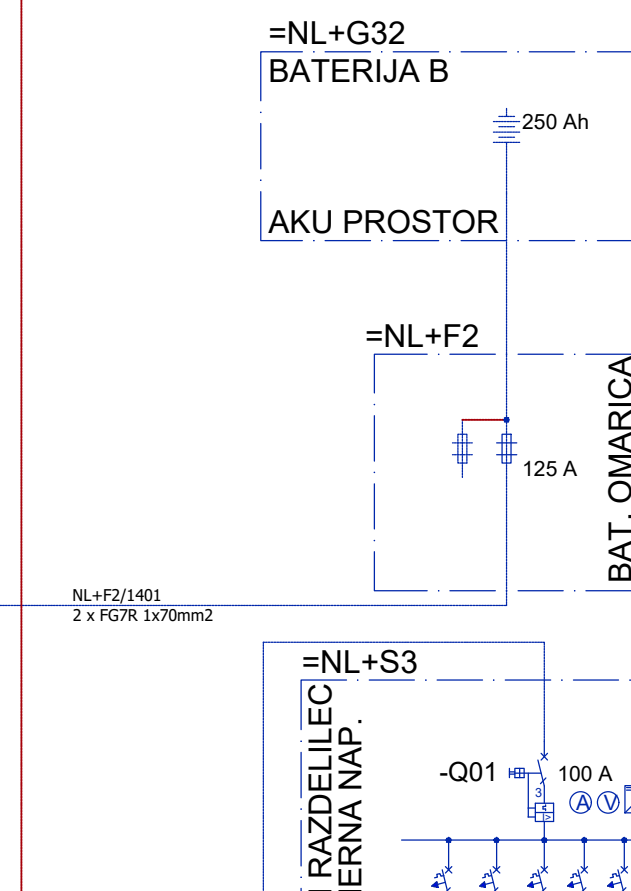 =NL+G32
BATERIJA B
250 Ah
AKU PROSTOR
=NL+F2
BAT. OMARICA
125 A
NL+F2/1401
2 x FG7R 1x70mm2
=NL+S3
RAZDELILEC
NAP.
-Q01
100 A
3
A V
I>